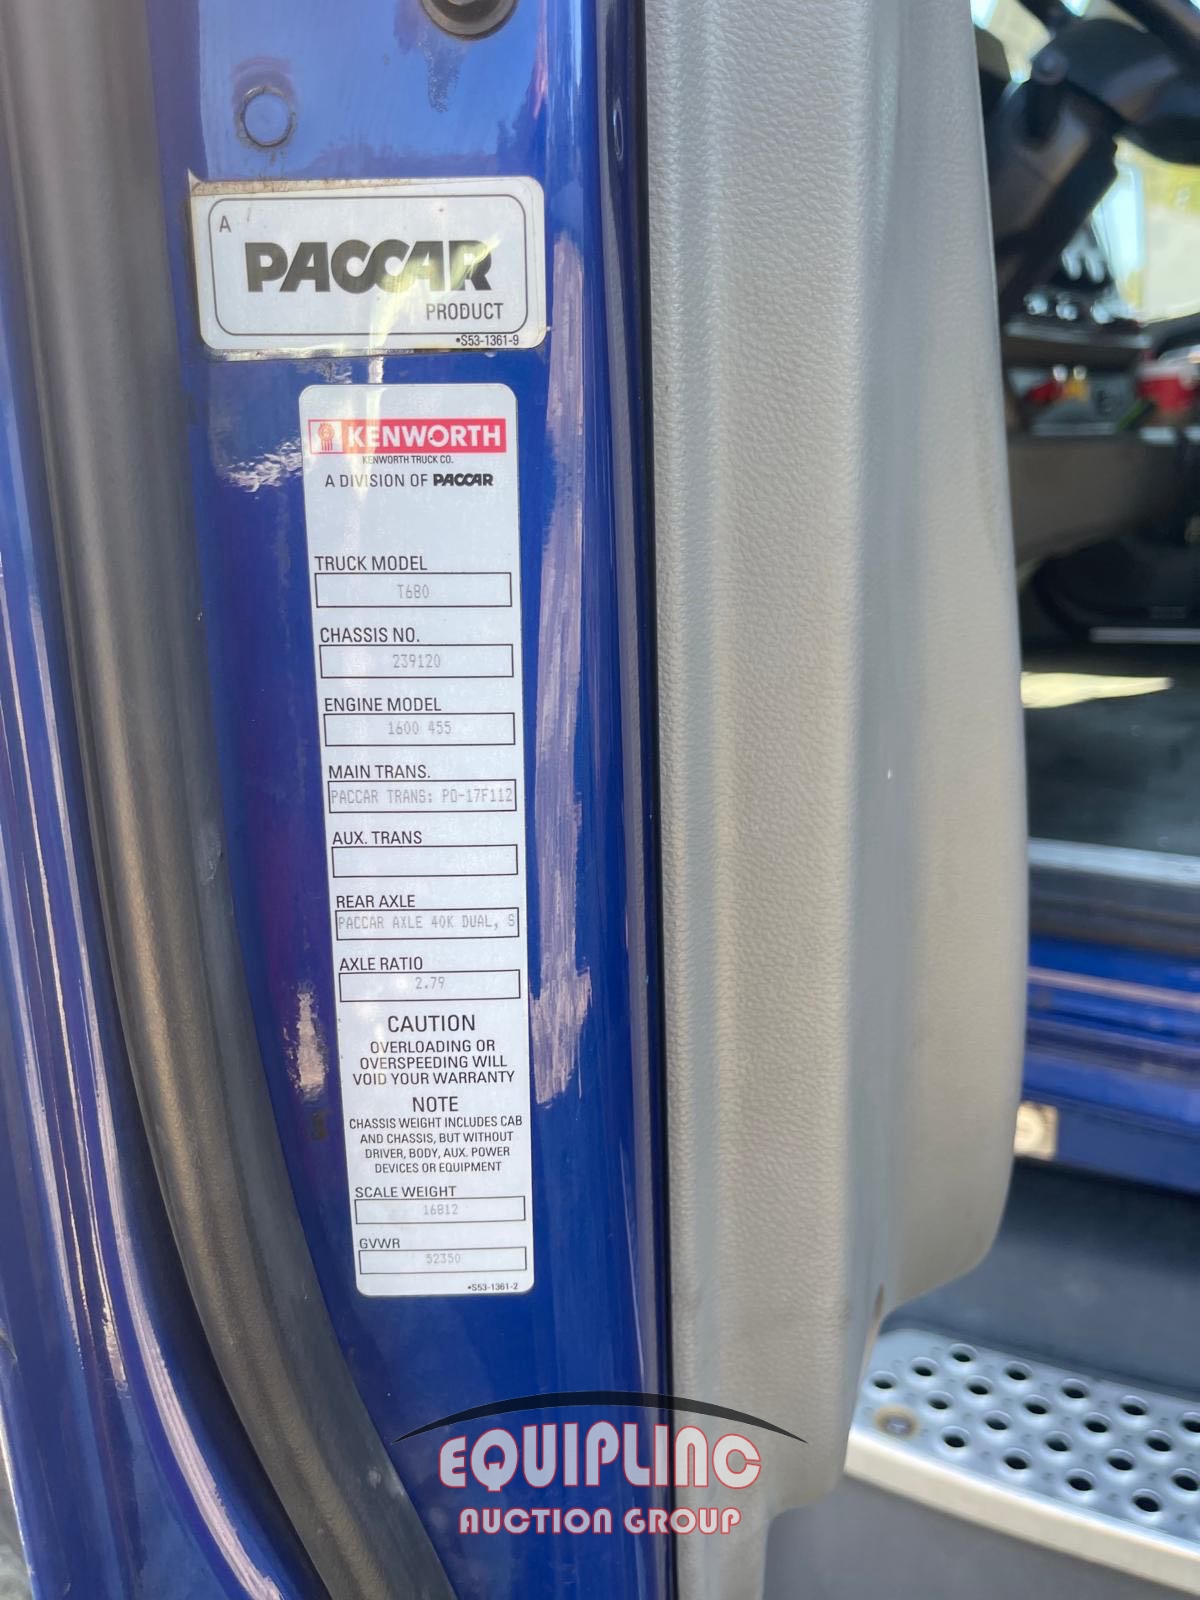 A
PACCAR
PRODUCT
•S53-1361-9
KENWORTH
KENWORTH TRUCK CO.
A DIVISION OF PACCAR
TRUCK MODEL
T680
CHASSIS NO.
239120
ENGINE MODEL
1600 455
MAIN TRANS.
PACCAR TRANS: PO-17F112
AUX. TRANS
REAR AXLE
PACCAR AXLE 40K DUAL, S
AXLE RATIO
2.79
CAUTION
OVERLOADING OR
OVERSPEEDING WILL
VOID YOUR WARRANTY
NOTE
CHASSIS WEIGHT INCLUDES CAB
AND CHASSIS, BUT WITHOUT
DRIVER, BODY, AUX. POWER
DEVICES OR EQUIPMENT
SCALE WEIGHT
16812
GVWR
52350
•S53-1361-2
EQUIPLINC
AUCTION GROUP